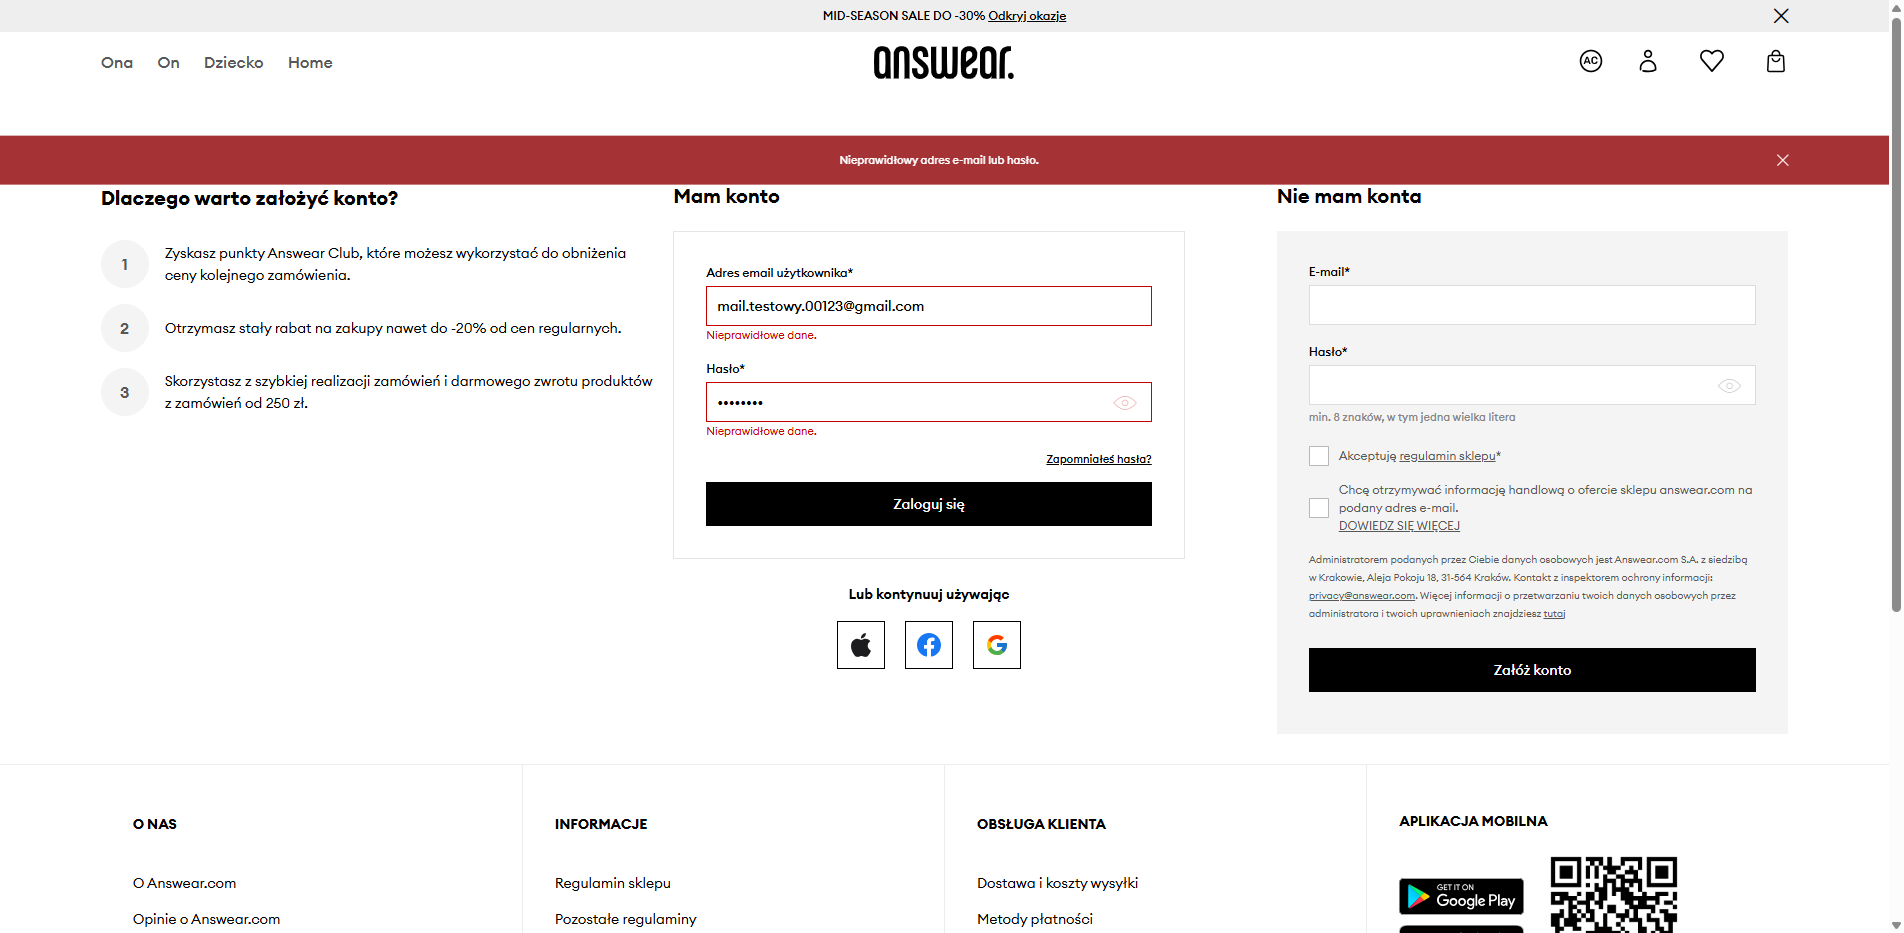 MID-SEASON SALE DO -30% Odkryj okazje
Ona On Dziecko Home
answear.
AC
Nieprawidłowy adres e-mail lub hasło.
Dlaczego warto założyć konto?
1
Zyskasz punkty Answear Club, które możesz wykorzystać do obniżenia
ceny kolejnego zamówienia.
2
Otrzymasz stały rabat na zakupy nawet do -20% od cen regularnych.
3
Skorzystasz z szybkiej realizacji zamówień i darmowego zwrotu produktów
z zamówień od 250 zł.
Mam konto
Adres email użytkownika*
mail.testowy.00123@gmail.com
Nieprawidłowe dane.
Hasło*
••••••••
Nieprawidłowe dane.
Zapomniałeś hasła?
Zaloguj się
Lub kontynuuj używając
Nie mam konta
E-mail*
Hasło*
min. 8 znaków, w tym jedna wielka litera
Akceptuję regulamin sklepu*
Chcę otrzymywać informację handlową o ofercie sklepu answear.com na
podany adres e-mail.
DOWIEDZ SIĘ WIĘCEJ
Administratorem podanych przez Ciebie danych osobowych jest Answear.com S.A. z siedzibą
w Krakowie, Aleja Pokoju 18, 31-564 Kraków. Kontakt z inspektorem ochrony informacji:
privacy@answear.com. Więcej informacji o przetwarzaniu twoich danych osobowych przez
administratora i twoich uprawnieniach znajdziesz tutaj
Załóż konto
O NAS
O Answear.com
Opinie o Answear.com
INFORMACJE
Regulamin sklepu
Pozostałe regulaminy
OBSŁUGA KLIENTA
Dostawa i koszty wysyłki
Metody płatności
APLIKACJA MOBILNA
GET IT ON
Google Play